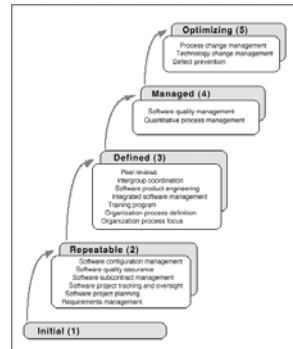 Optimizing (5)
Process change management
Technology change management
Defect prevention
Managed (4)
Software quality management
Quantitative process management
Defined (3)
Peer reviews
Intergroup coordination
Software product engineering
Integrated software management
Training program
Organization process definition
Organization process focus
Repeatable (2)
Software configuration management
Software quality assurance
Software subcontract management
Software project tracking and oversight
Software project planning
Requirements management
Initial (1)